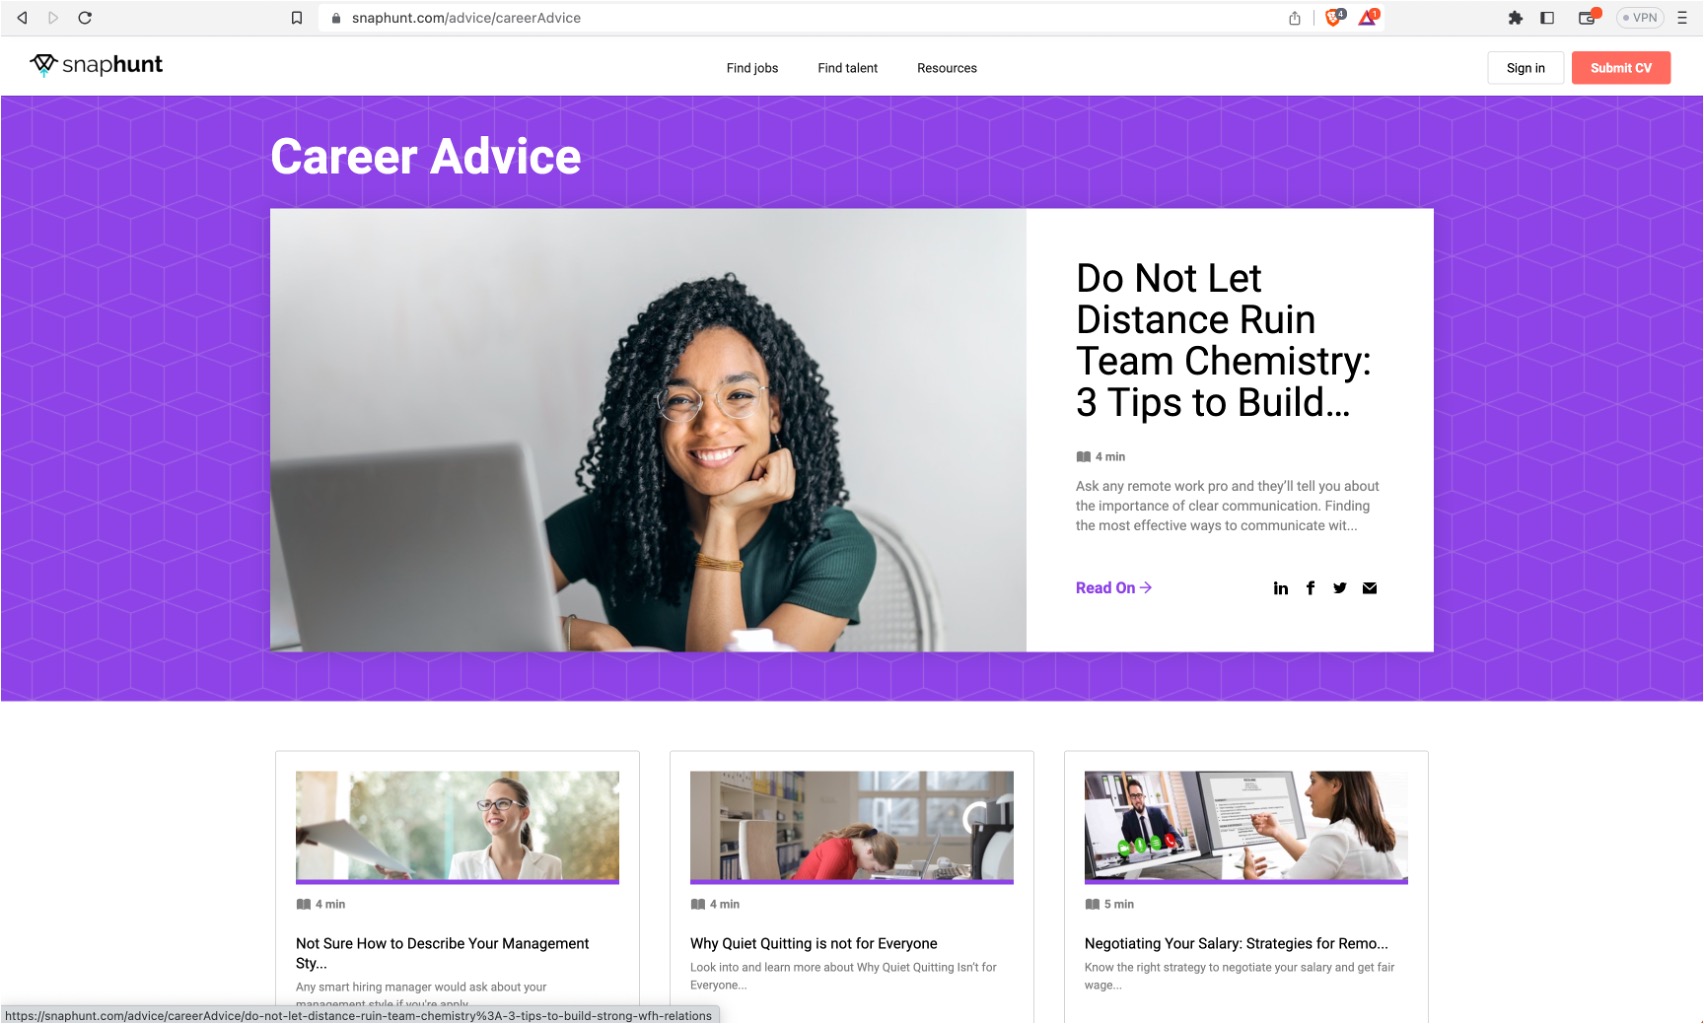 snaphunt.com/advice/careerAdvice
4
1
VPN
snaphunt
Find jobs
Find talent
Resources
Sign in
Submit CV
Career Advice
Do Not Let
Distance Ruin
Team Chemistry:
3 Tips to Build...
4 min
Ask any remote work pro and they'll tell you about
the importance of clear communication. Finding
the most effective ways to communicate wit...
Read On →
4 min
Not Sure How to Describe Your Management
Sty...
Any smart hiring manager would ask about your
management style if you're apply
4 min
Why Quiet Quitting is not for Everyone
Look into and learn more about Why Quiet Quitting Isn't for
Everyone...
5 min
Negotiating Your Salary: Strategies for Remo...
Know the right strategy to negotiate your salary and get fair
wage...
https://snaphunt.com/advice/careerAdvice/do-not-let-distance-ruin-team-chemistry%3A-3-tips-to-build-strong-wfh-relations